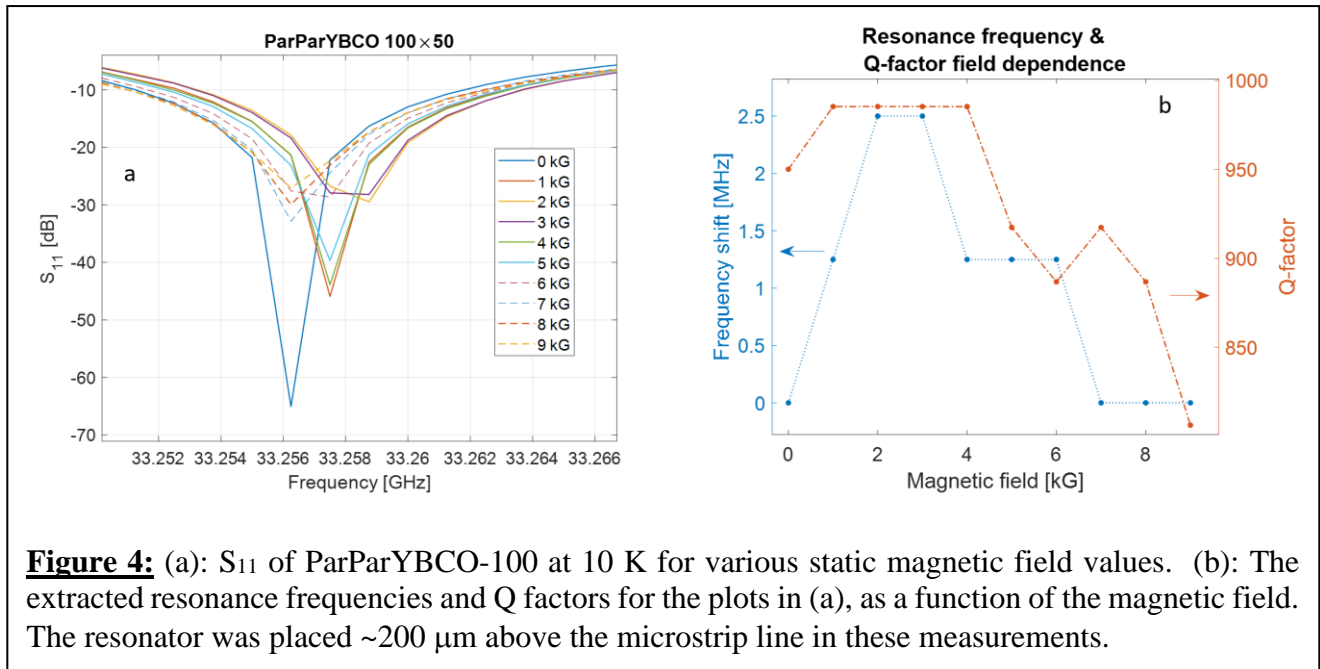 ParParYBCO 100×50
-10
-20
-30
-40
-50
-60
-70
S11 [dB]
a
0 kG
1 kG
2 kG
3 kG
4 kG
5 kG
6 kG
7 kG
8 kG
9 kG
33.252 33.254 33.256 33.258 33.26 33.262 33.264 33.266
Frequency [GHz]
Resonance frequency &
Q-factor field dependence
b
2.5
2
1.5
1
0.5
0
Frequency shift [MHz]
1000
950
900
850
Q-factor
0 2 4 6 8
Magnetic field [kG]
Figure 4: (a): S11 of ParParYBCO-100 at 10 K for various static magnetic field values. (b): The
extracted resonance frequencies and Q factors for the plots in (a), as a function of the magnetic field.
The resonator was placed ~200 μm above the microstrip line in these measurements.